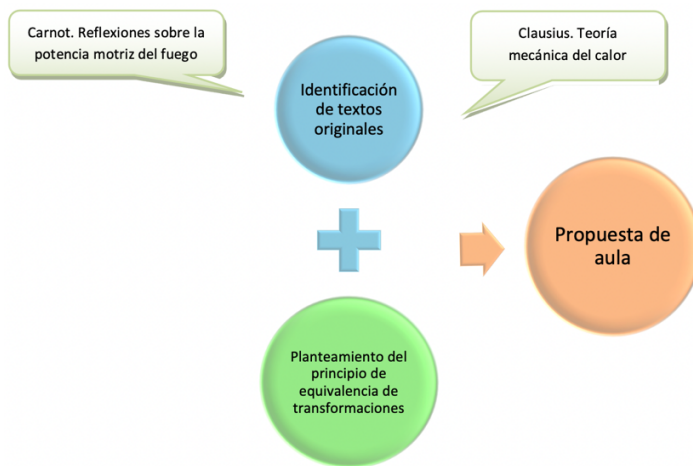 Carnot. Reflexiones sobre la
potencia motriz del fuego
Clausius. Teoría
mecánica del calor
Identificación
de textos
originales
Propuesta de
aula
Planteamiento del
principio de
equivalencia de
transformaciones